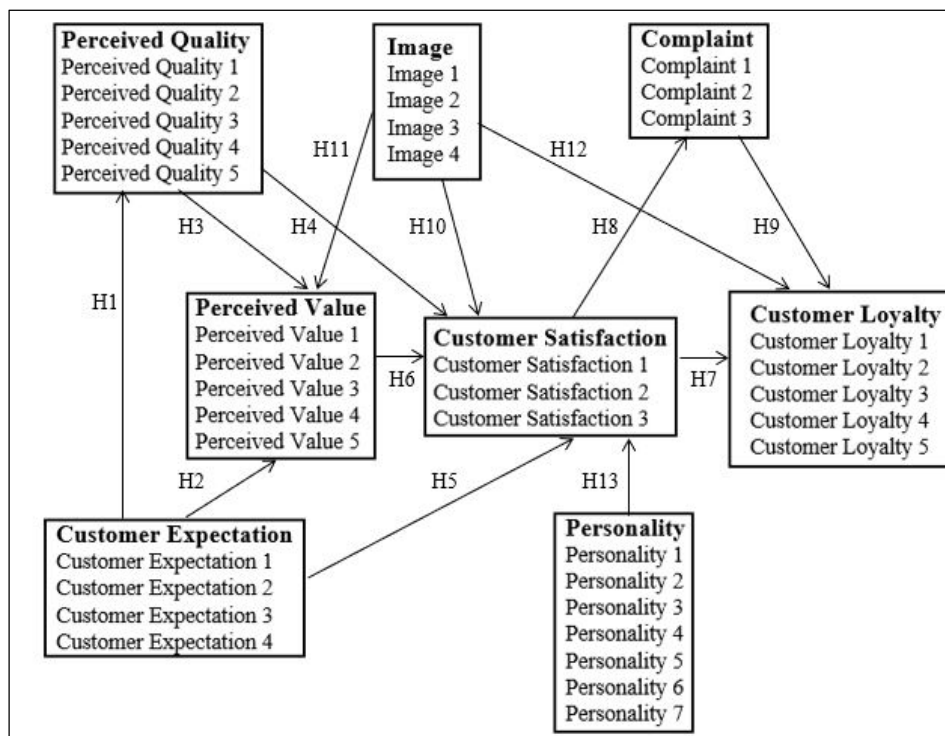 Perceived Quality
Perceived Quality 1
Perceived Quality 2
Perceived Quality 3
Perceived Quality 4
Perceived Quality 5
Image
Image 1
Image 2
Image 3
Image 4
Complaint
Complaint 1
Complaint 2
Complaint 3
H11
H12
H3
H4
H10
H8
H9
H1
Perceived Value
Perceived Value 1
Perceived Value 2
Perceived Value 3
Perceived Value 4
Perceived Value 5
H6
Customer Satisfaction
Customer Satisfaction 1
Customer Satisfaction 2
Customer Satisfaction 3
H7
Customer Loyalty
Customer Loyalty 1
Customer Loyalty 2
Customer Loyalty 3
Customer Loyalty 4
Customer Loyalty 5
H2
H5
H13
Customer Expectation
Customer Expectation 1
Customer Expectation 2
Customer Expectation 3
Customer Expectation 4
Personality
Personality 1
Personality 2
Personality 3
Personality 4
Personality 5
Personality 6
Personality 7